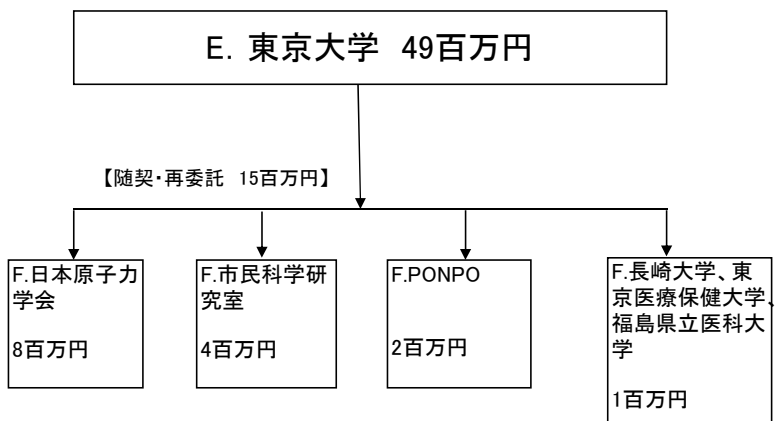 E. 東京大学 49百万円
【随契・再委託 15百万円】
F.日本原子力
学会
8百万円
F.市民科学研
究室
4百万円
F.PONPO
2百万円
F.長崎大学、東
京医療保健大学、
福島県立医科大
学
1百万円